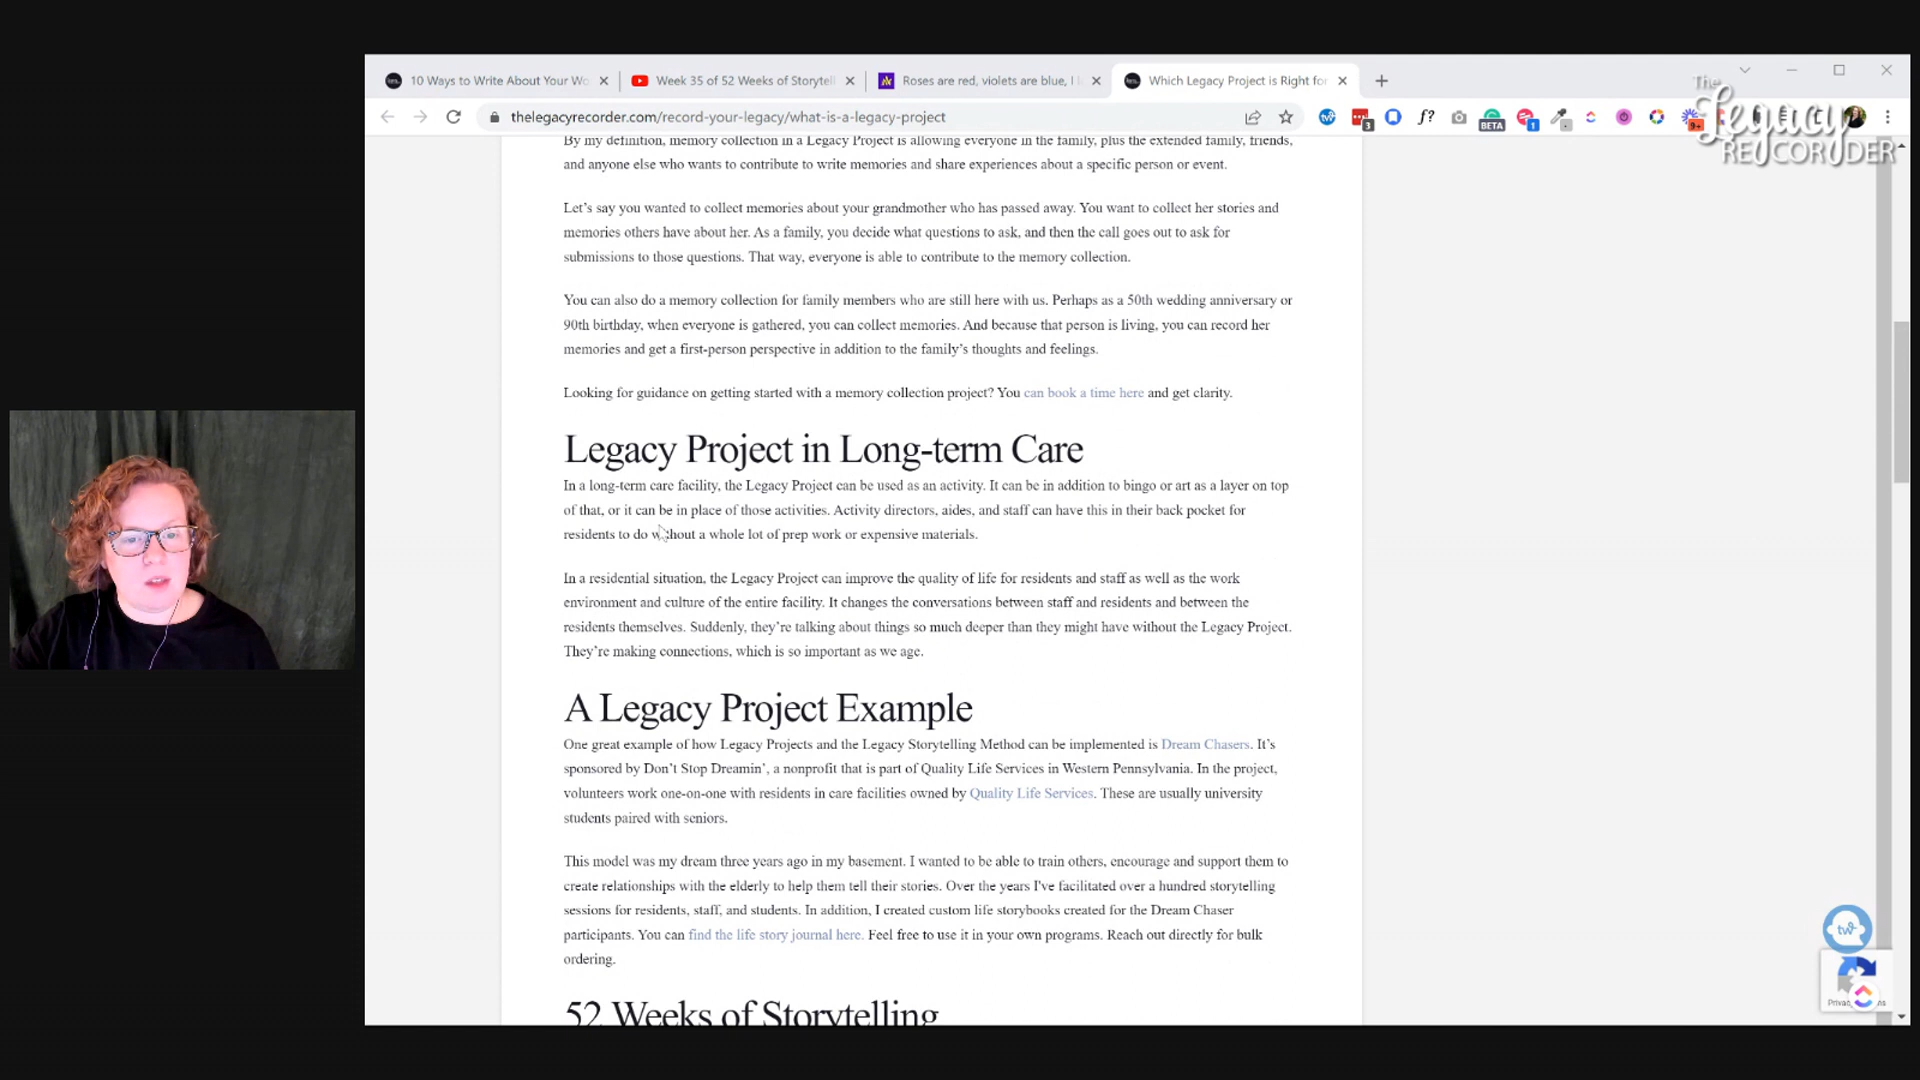 10 Ways to Write About Your Wo
Week 35 of 52 Weeks of Storytell
Roses are red, violets are blue, I l
Which Legacy Project is Right for
The
Legacy
RECORDER
thelegacyrecorder.com/record-your-legacy/what-is-a-legacy-project
f?
3
BETA
1
9+
By my definition, memory collection in a Legacy Project is allowing everyone in the family, plus the extended family, friends,
and anyone else who wants to contribute to write memories and share experiences about a specific person or event.
Let's say you wanted to collect memories about your grandmother who has passed away. You want to collect her stories and
memories others have about her. As a family, you decide what questions to ask, and then the call goes out to ask for
submissions to those questions. That way, everyone is able to contribute to the memory collection.
You can also do a memory collection for family members who are still here with us. Perhaps as a 50th wedding anniversary or
90th birthday, when everyone is gathered, you can collect memories. And because that person is living, you can record her
memories and get a first-person perspective in addition to the family's thoughts and feelings.
Looking for guidance on getting started with a memory collection project? You can book a time here and get clarity.
Legacy Project in Long-term Care
In a long-term care facility, the Legacy Project can be used as an activity. It can be in addition to bingo or art as a layer on top
of that, or it can be in place of those activities. Activity directors, aides, and staff can have this in their back pocket for
residents to do without a whole lot of prep work or expensive materials.
In a residential situation, the Legacy Project can improve the quality of life for residents and staff as well as the work
environment and culture of the entire facility. It changes the conversations between staff and residents and between the
residents themselves. Suddenly, they're talking about things so much deeper than they might have without the Legacy Project.
They're making connections, which is so important as we age.
A Legacy Project Example
One great example of how Legacy Projects and the Legacy Storytelling Method can be implemented is Dream Chasers. It's
sponsored by Don't Stop Dreamin', a nonprofit that is part of Quality Life Services in Western Pennsylvania. In the project,
volunteers work one-on-one with residents in care facilities owned by Quality Life Services. These are usually university
students paired with seniors.
This model was my dream three years ago in my basement. I wanted to be able to train others, encourage and support them to
create relationships with the elderly to help them tell their stories. Over the years I've facilitated over a hundred storytelling
sessions for residents, staff, and students. In addition, I created custom life storybooks created for the Dream Chaser
participants. You can find the life story journal here. Feel free to use it in your own programs. Reach out directly for bulk
ordering.
52 Weeks of Storytelling